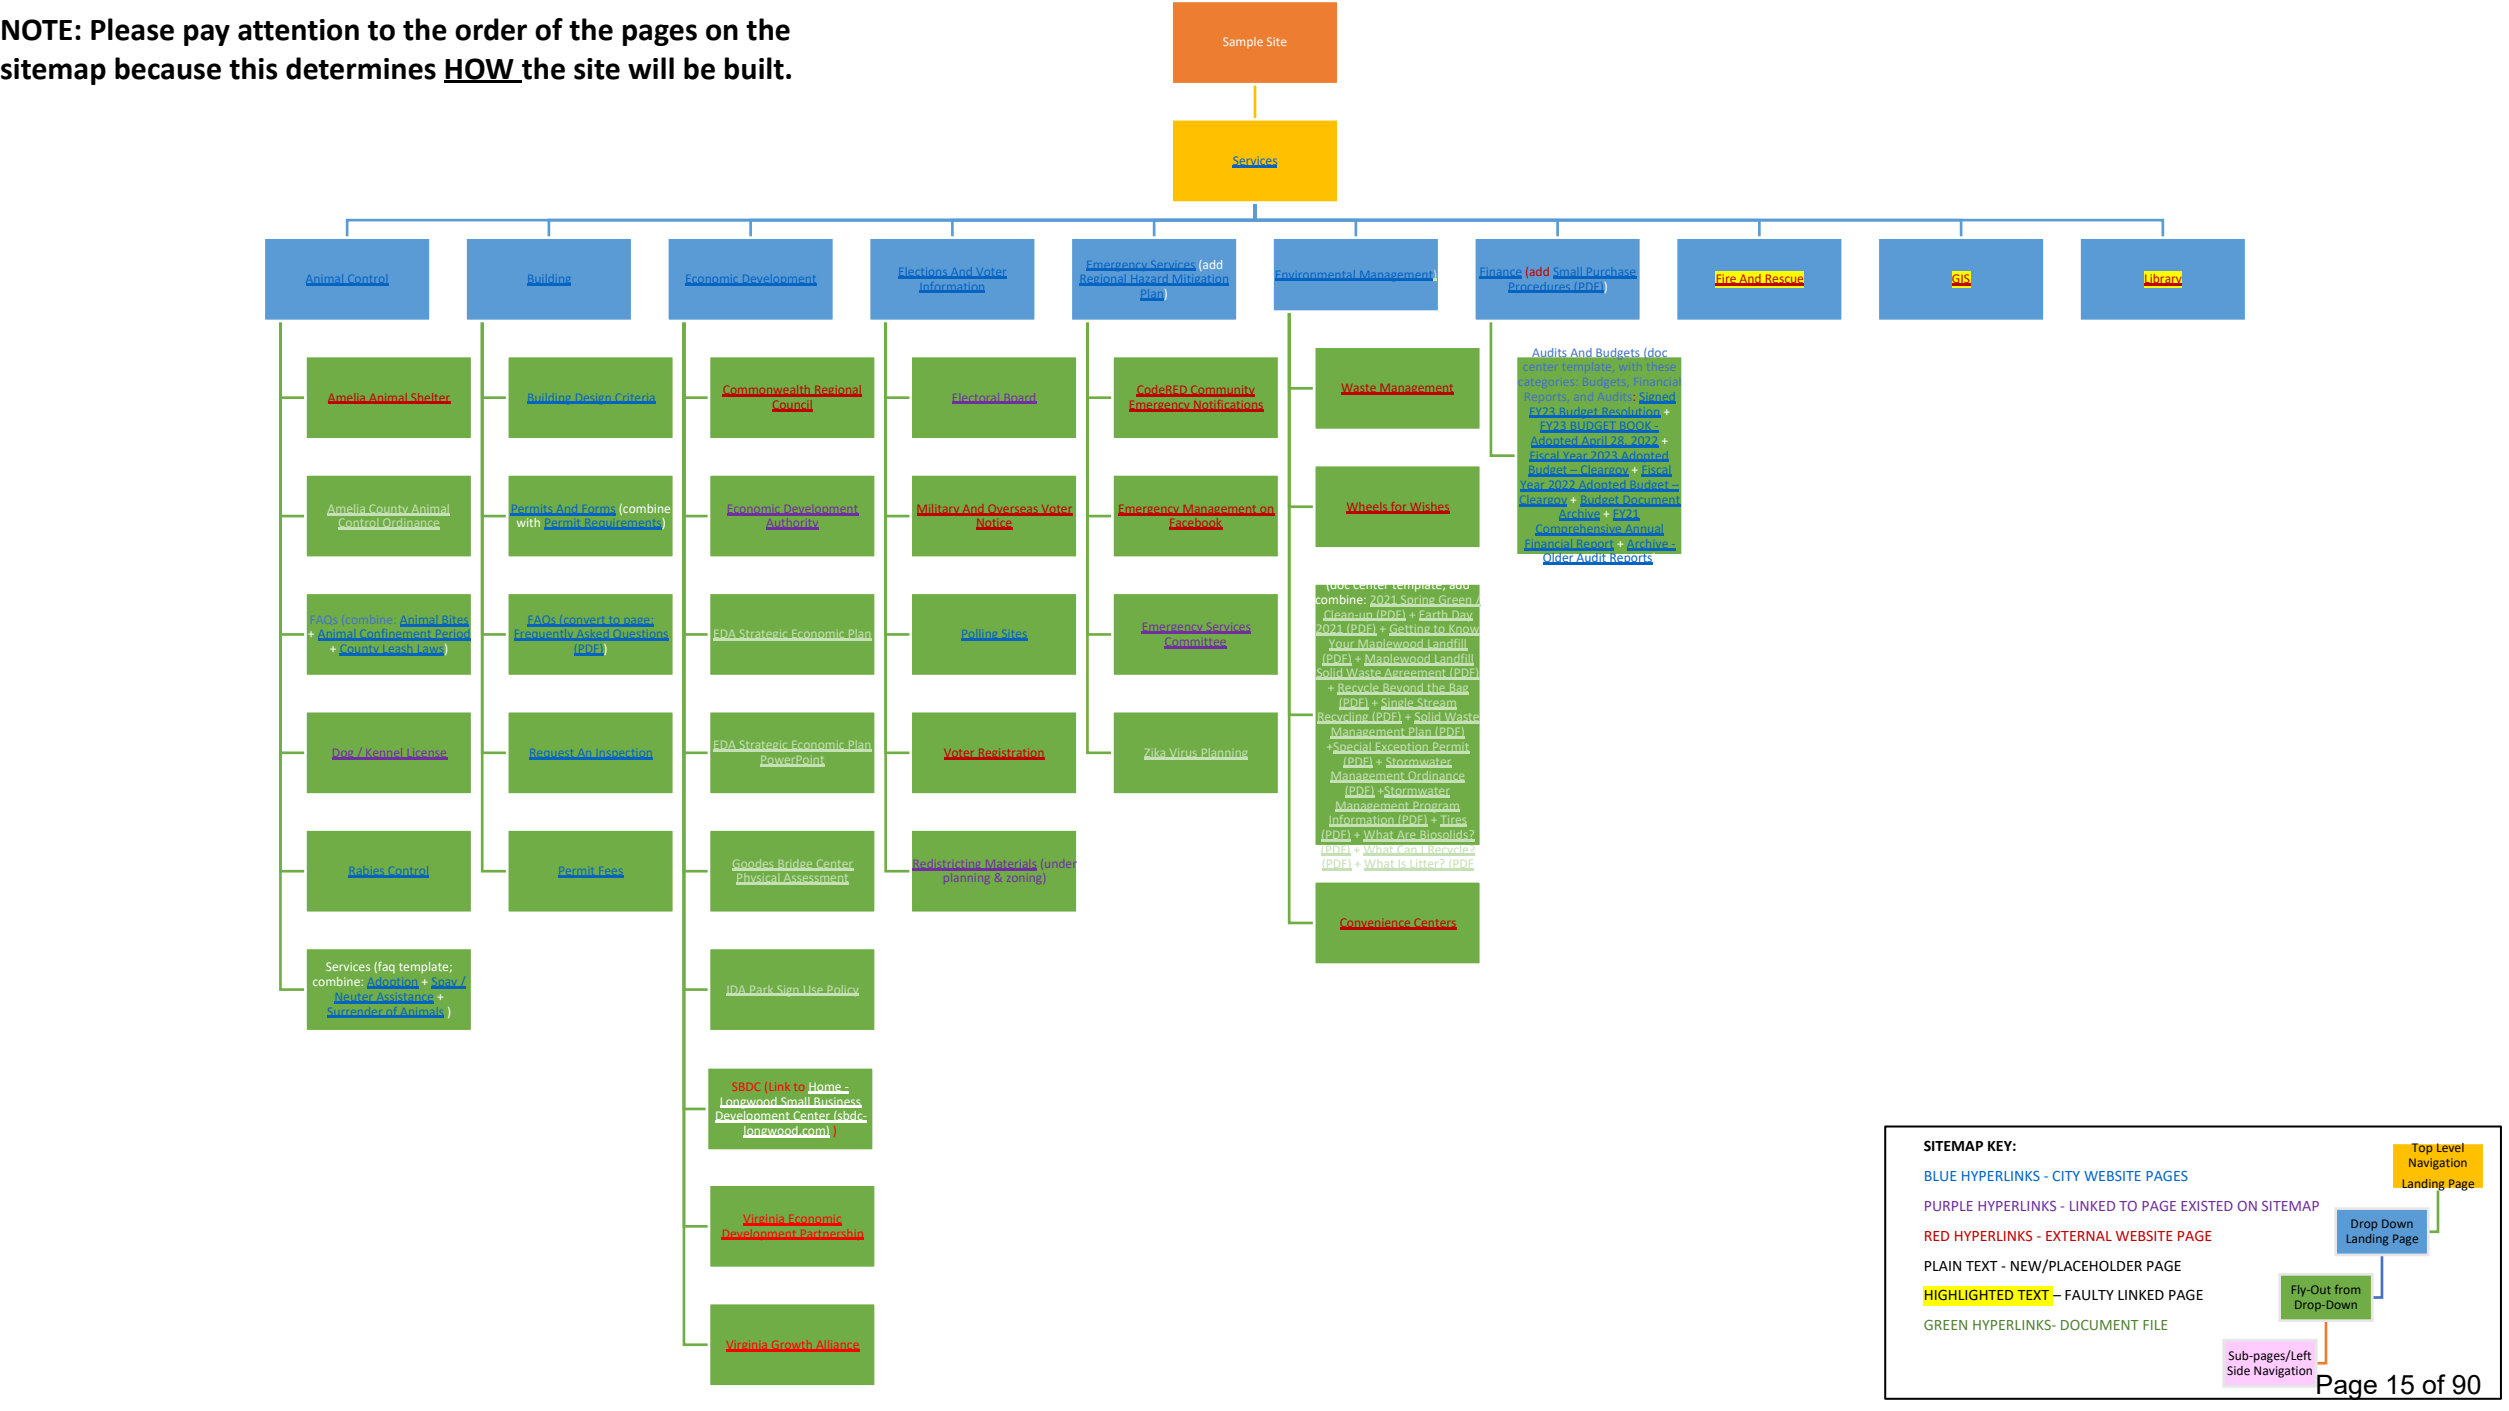 NOTE: Please pay attention to the order of the pages on the
sitemap because this determines HOW the site will be built.
Sample Site
Services
Animal Control
Building
Economic Development
Elections And Voter
Information
Emergency Services (add
Regional Hazard Mitigation
Plan)
Environmental Management)
Finance (add Small Purchase
Procedures (PDF))
Fire And Rescue
GIS
Library
Amelia Animal Shelter
Amelia County Animal
Control Ordinance
FAQs (combine: Animal Bites
+ Animal Confinement Period
+ County Leash Laws)
Dog / Kennel License
Rabies Control
Services (faq template;
combine: Adoption + Spay /
Neuter Assistance +
Surrender of Animals )
Building Design Criteria
Permits And Forms (combine
with Permit Requirements)
FAQs (convert to page:
Frequently Asked Questions
(PDF))
Request An Inspection
Permit Fees
Commonwealth Regional
Council
Economic Development
Authority
EDA Strategic Economic Plan
EDA Strategic Economic Plan
PowerPoint
Goodes Bridge Center
Physical Assessment
IDA Park Sign Use Policy
SBDC (Link to Home -
Longwood Small Business
Development Center (sbdc-
longwood.com) )
Virginia Economic
Development Partnership
Virginia Growth Alliance
Electoral Board
Military And Overseas Voter
Notice
Polling Sites
Voter Registration
Redistricting Materials (under
planning & zoning)
CodeRED Community
Emergency Notifications
Emergency Management on
Facebook
Emergency Services
Committee
Zika Virus Planning
Waste Management
Wheels for Wishes
(doc center template, add
combine: 2021 Spring Green /
Clean-up (PDF) + Earth Day
2021 (PDF) + Getting to Know
Your Maplewood Landfill
(PDF) + Maplewood Landfill
Solid Waste Agreement (PDF)
+ Recycle Beyond the Bag
(PDF) + Single Stream
Recycling (PDF) + Solid Waste
Management Plan (PDF)
+Special Exception Permit
(PDF) + Stormwater
Management Ordinance
(PDF) +Stormwater
Management Program
Information (PDF) + Tires
(PDF) + What Are Biosolids?
(PDF) + What Can I Recycle?
(PDF) + What Is Litter? (PDF
Convenience Centers
Audits And Budgets (doc
center template, with these
categories: Budgets, Financial
Reports, and Audits: Signed
FY23 Budget Resolution +
FY23 BUDGET BOOK -
Adopted April 28, 2022 +
Fiscal Year 2023 Adopted
Budget – Cleargov + Fiscal
Year 2022 Adopted Budget –
Cleargov + Budget Document
Archive + FY21
Comprehensive Annual
Financial Report + Archive -
Older Audit Reports
SITEMAP KEY:
BLUE HYPERLINKS - CITY WEBSITE PAGES
PURPLE HYPERLINKS - LINKED TO PAGE EXISTED ON SITEMAP
RED HYPERLINKS - EXTERNAL WEBSITE PAGE
PLAIN TEXT - NEW/PLACEHOLDER PAGE
HIGHLIGHTED TEXT – FAULTY LINKED PAGE
GREEN HYPERLINKS- DOCUMENT FILE
Top Level
Navigation
Landing Page
Drop Down
Landing Page
Fly-Out from
Drop-Down
Sub-pages/Left
Side Navigation
Page 15 of 90